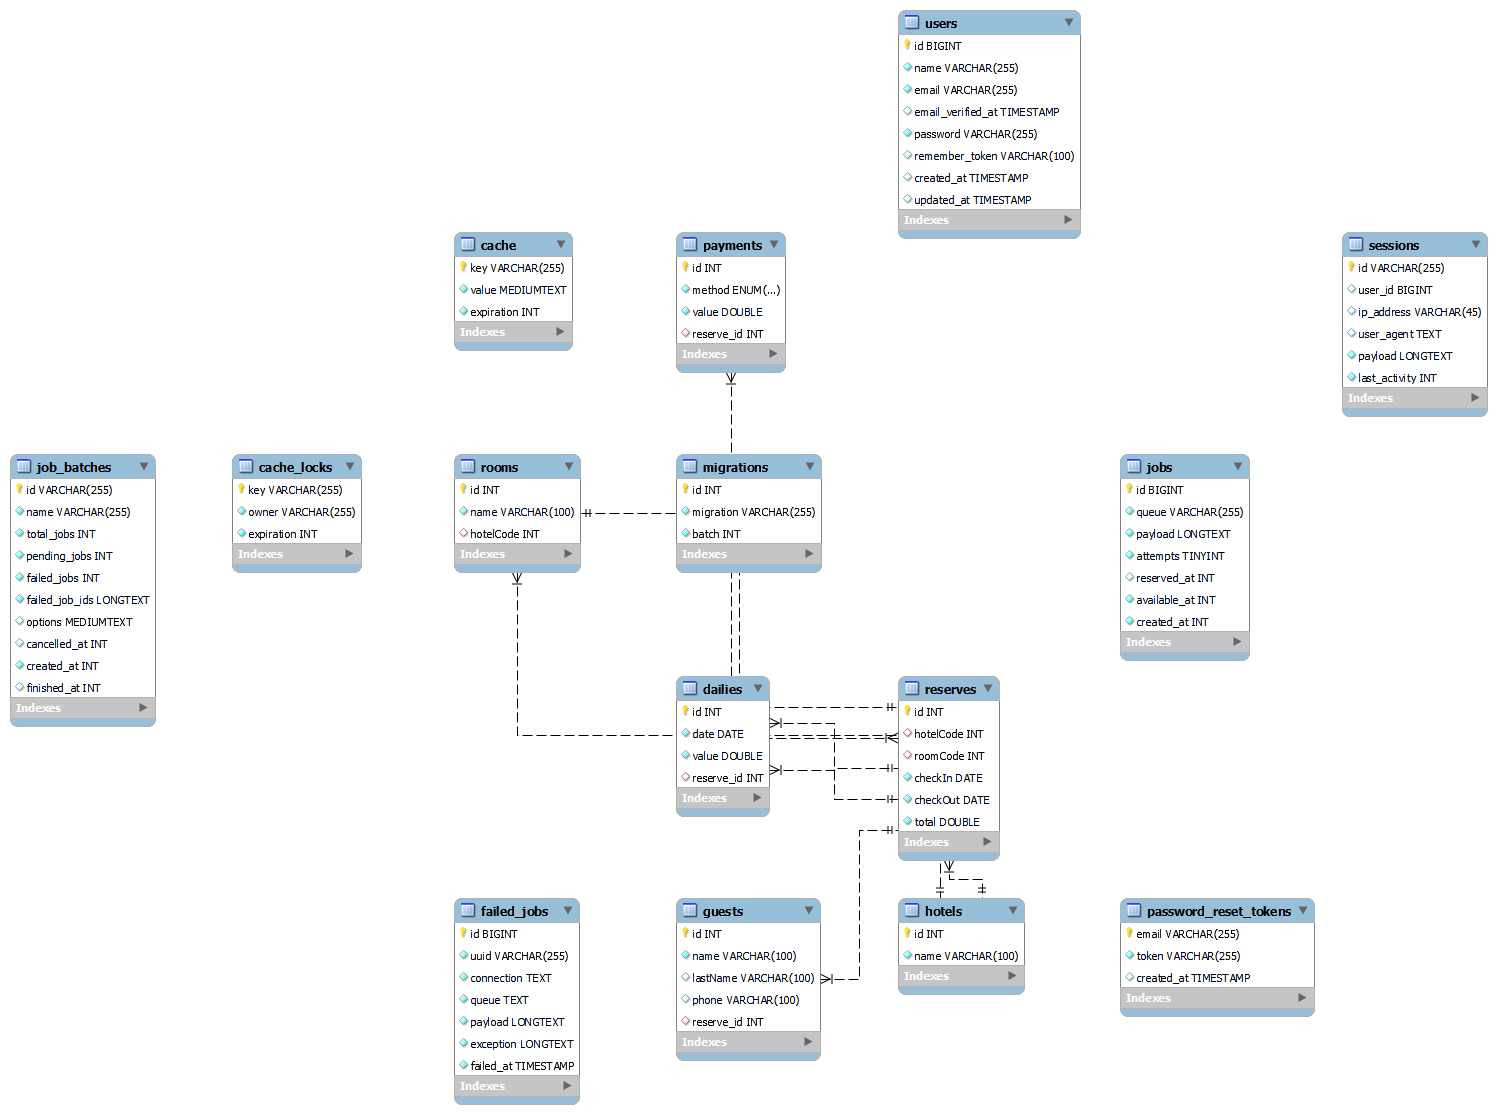 users
id BIGINT
name VARCHAR(255)
email VARCHAR(255)
email_verified_at TIMESTAMP
password VARCHAR(255)
remember_token VARCHAR(100)
created_at TIMESTAMP
updated_at TIMESTAMP
Indexes
cache
key VARCHAR(255)
value MEDIUMTEXT
expiration INT
Indexes
payments
id INT
method ENUM(...)
value DOUBLE
reserve_id INT
Indexes
sessions
id VARCHAR(255)
user_id BIGINT
ip_address VARCHAR(45)
user_agent TEXT
payload LONGTEXT
last_activity INT
Indexes
job_batches
id VARCHAR(255)
name VARCHAR(255)
total_jobs INT
pending_jobs INT
failed_jobs INT
failed_job_ids LONGTEXT
options MEDIUMTEXT
cancelled_at INT
created_at INT
finished_at INT
Indexes
cache_locks
key VARCHAR(255)
owner VARCHAR(255)
expiration INT
Indexes
rooms
id INT
name VARCHAR(100)
hotelCode INT
Indexes
migrations
id INT
migration VARCHAR(255)
batch INT
Indexes
jobs
id BIGINT
queue VARCHAR(255)
payload LONGTEXT
attempts TINYINT
reserved_at INT
available_at INT
created_at INT
Indexes
dailies
id INT
date DATE
value DOUBLE
reserve_id INT
Indexes
reserves
id INT
hotelCode INT
roomCode INT
checkIn DATE
checkOut DATE
total DOUBLE
Indexes
failed_jobs
id BIGINT
uuid VARCHAR(255)
connection TEXT
queue TEXT
payload LONGTEXT
exception LONGTEXT
failed_at TIMESTAMP
Indexes
guests
id INT
name VARCHAR(100)
lastName VARCHAR(100)
phone VARCHAR(100)
reserve_id INT
Indexes
hotels
id INT
name VARCHAR(100)
Indexes
password_reset_tokens
email VARCHAR(255)
token VARCHAR(255)
created_at TIMESTAMP
Indexes